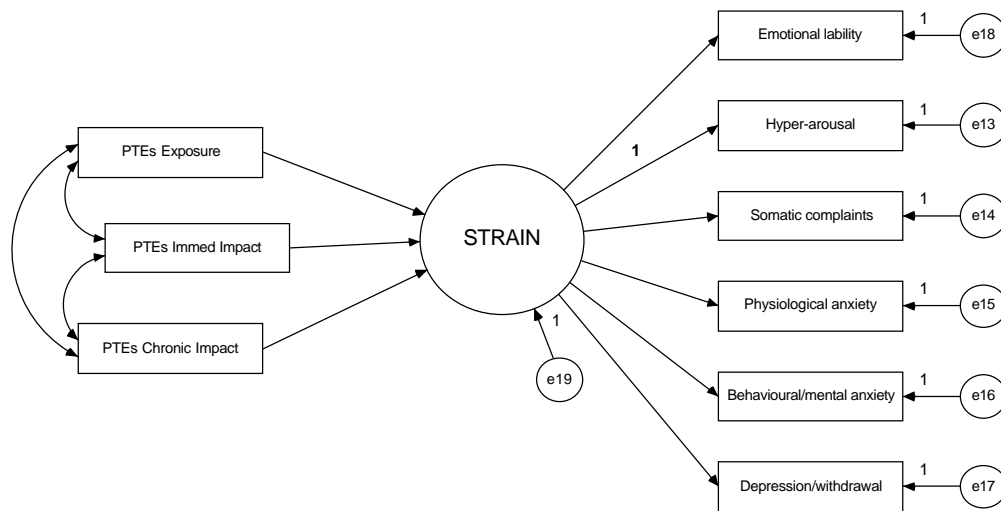 PTEs Exposure
PTEs Immed Impact
PTEs Chronic Impact
STRAIN
1
e19
1
Emotional lability
1
e18
Hyper-arousal
1
e13
Somatic complaints
1
e14
Physiological anxiety
1
e15
Behavioural/mental anxiety
1
e16
Depression/withdrawal
1
e17